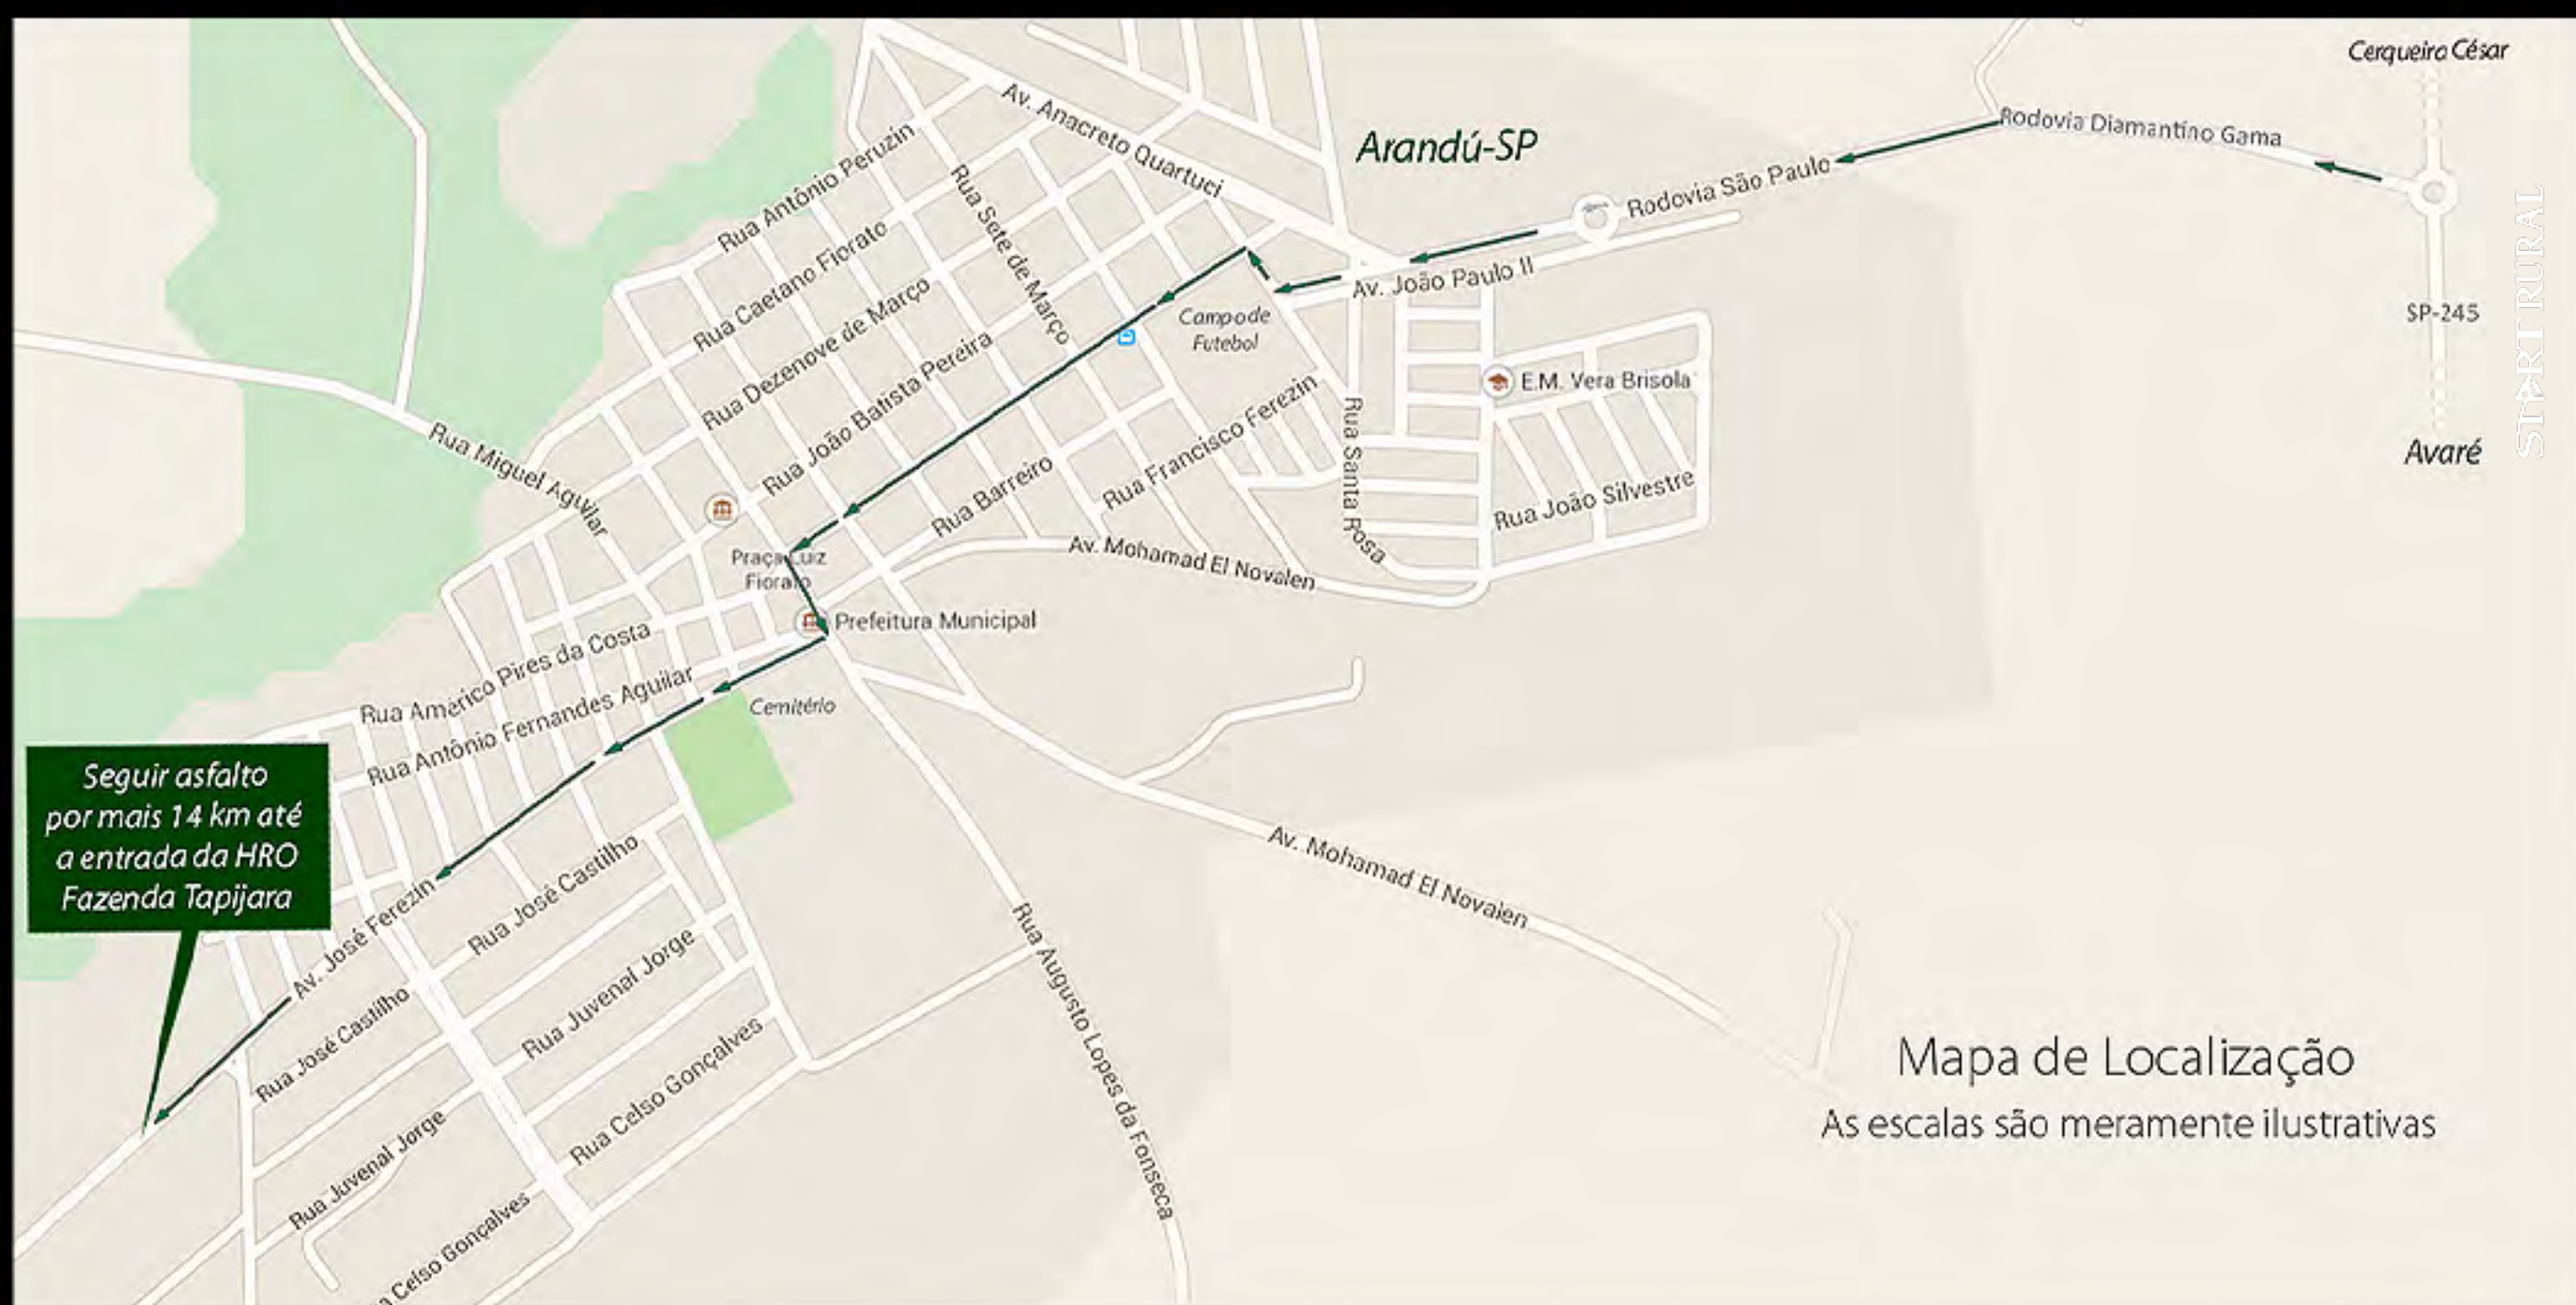 Cerqueira César
Rodovia Diamantino Gama
Arandú-SP
Rodovia São Paulo
START RURAL
SP-245
Avaré
Av. Anacreto Quartuci
Rua Antônio Peruzin
Rua Sete de Março
Rua Caetano Fiorato
Av. João Paulo II
Rua Dezenove de Março
Campo de
Futebol
Rua João Batista Pereira
E.M. Vera Brisola
Rua Francisco Ferezin
Rua Santa Rosa
Rua Miguel Aguilar
Rua Barreiro
Rua João Silvestre
Av. Mohamad El Novalen
Praça Luiz
Fiorato
Prefeitura Municipal
Rua Américo Pires da Costa
Rua Antônio Fernandes Aguilar
Cemitério
Seguir asfalto
por mais 14 km até
a entrada da HRO
Fazenda Tapijara
Av. Mohamad El Novalen
Rua José Castilho
Av. José Ferezin
Rua Juvenal Jorge
Rua José Castilho
Rua Augusto Lopes da Fonseca
Rua Celso Gonçalves
Rua Juvenal Jorge
a Celso Gonçalves
Mapa de Localização
As escalas são meramente ilustrativas